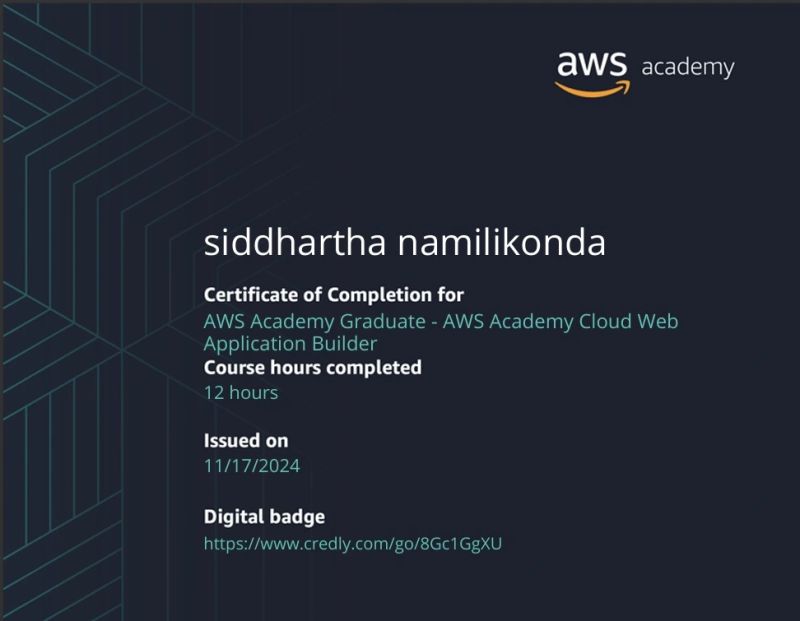 aws academy
siddhartha namilikonda
Certificate of Completion for
AWS Academy Graduate - AWS Academy Cloud Web
Application Builder
Course hours completed
12 hours
Issued on
11/17/2024
Digital badge
https://www.credly.com/go/8Gc1GgXU